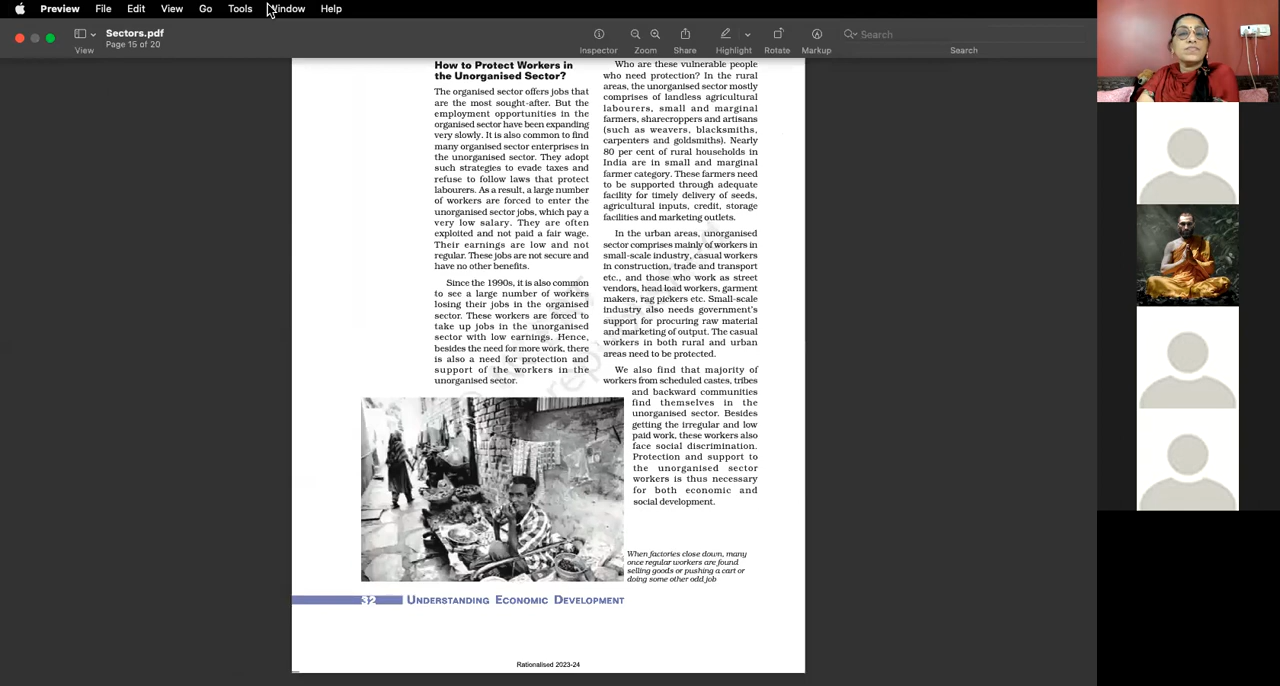 Preview File Edit View Go Tools Window Help
Sectors.pdf
Page 15 of 20
View
Inspector
Zoom
Share
Highlight
Rotate
Markup
Search
Search
How to Protect Workers in
the Unorganised Sector?
The organised sector offers jobs that
are the most sought-after. But the
employment opportunities in the
organised sector have been expanding
very slowly. It is also common to find
many organised sector enterprises in
the unorganised sector. They adopt
such strategies to evade taxes and
refuse to follow laws that protect
labourers. As a result, a large number
of workers are forced to enter the
unorganised sector jobs, which pay a
very low salary. They are often
exploited and not paid a fair wage.
Their earnings are low and not
regular. These jobs are not secure and
have no other benefits.
Since the 1990s, it is also common
to see a large number of workers
losing their jobs in the organised
sector. These workers are forced to
take up jobs in the unorganised
sector with low earnings. Hence,
besides the need for more work, there
is also a need for protection and
support of the workers in the
unorganised sector.
Who are these vulnerable people
who need protection? In the rural
areas, the unorganised sector mostly
comprises of landless agricultural
labourers, small and marginal
farmers, sharecroppers and artisans
(such as weavers, blacksmiths,
carpenters and goldsmiths). Nearly
80 per cent of rural households in
India are in small and marginal
farmer category. These farmers need
to be supported through adequate
facility for timely delivery of seeds,
agricultural inputs, credit, storage
facilities and marketing outlets.
In the urban areas, unorganised
sector comprises mainly of workers in
small-scale industry, casual workers
in construction, trade and transport
etc., and those who work as street
vendors, head load workers, garment
makers, rag pickers etc. Small-scale
industry also needs government's
support for procuring raw material
and marketing of output. The casual
workers in both rural and urban
areas need to be protected.
We also find that majority of
workers from scheduled castes, tribes
and backward communities
find themselves in the
unorganised sector. Besides
getting the irregular and low
paid work, these workers also
face social discrimination.
Protection and support to
the unorganised sector
workers is thus necessary
for both economic and
social development.
When factories close down, many
once regular workers are found
selling goods or pushing a cart or
doing some other odd job
32 UNDERSTANDING ECONOMIC DEVELOPMENT
Rationalised 2023-24